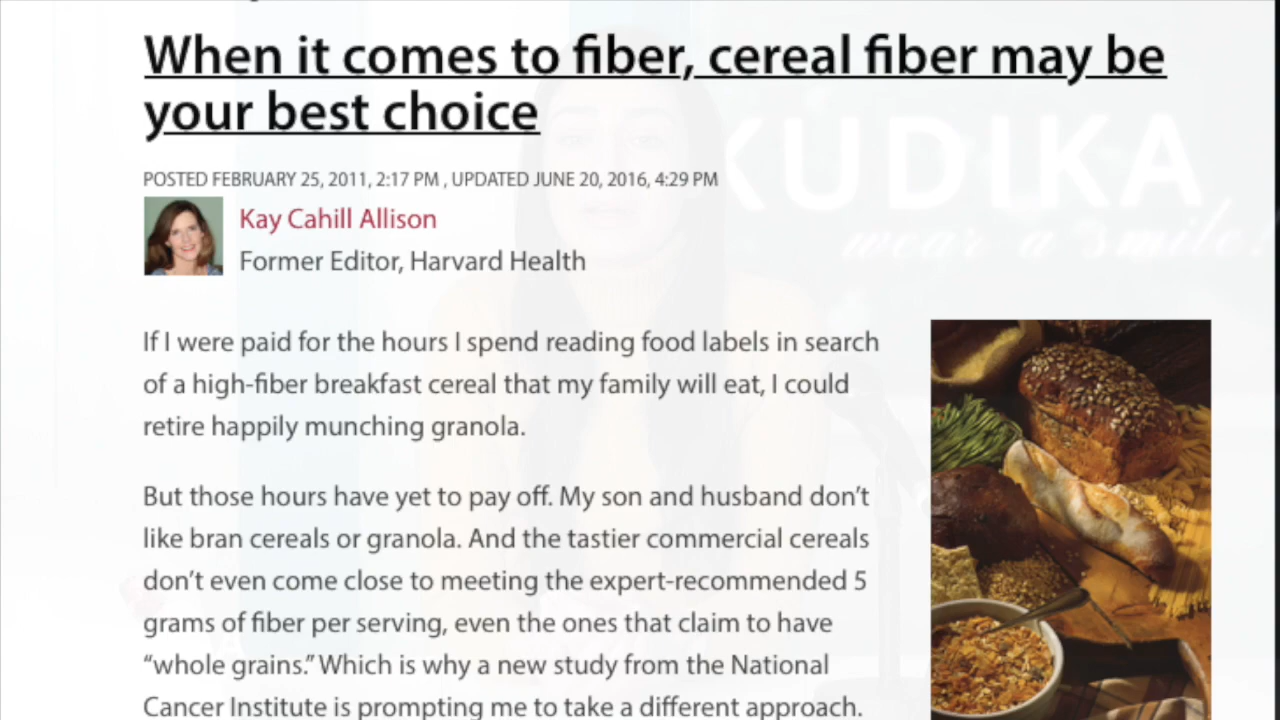 When it comes to fiber, cereal fiber may be
your best choice
POSTED FEBRUARY 25, 2011, 2:17 PM , UPDATED JUNE 20, 2016, 4:29 PM
Kay Cahill Allison
Former Editor, Harvard Health
KUDIKA
wear a smile!
If I were paid for the hours I spend reading food labels in search
of a high-fiber breakfast cereal that my family will eat, I could
retire happily munching granola.
But those hours have yet to pay off. My son and husband don’t
like bran cereals or granola. And the tastier commercial cereals
don’t even come close to meeting the expert-recommended 5
grams of fiber per serving, even the ones that claim to have
“whole grains.” Which is why a new study from the National
Cancer Institute is prompting me to take a different approach.